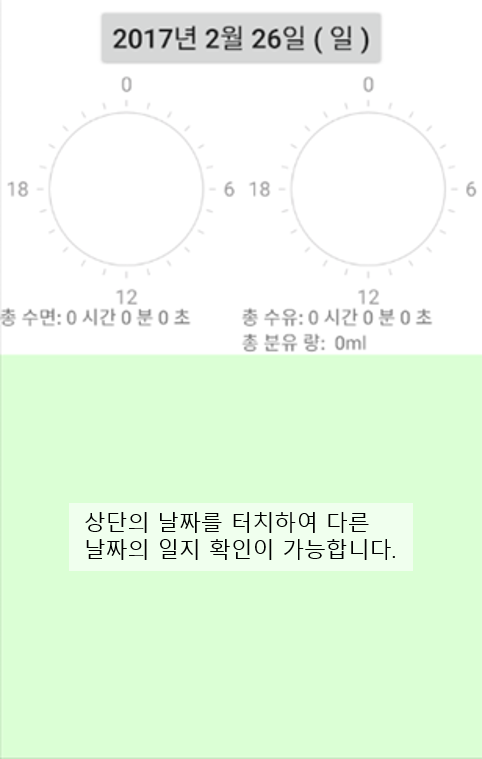 2017년 2월 26일 ( 일 )
0 0
18 6 18 6
12 12
총 수면: 0 시간 0 분 0 초 총 수유: 0 시간 0 분 0 초
총 분유 량: 0ml
상단의 날짜를 터치하여 다른
날짜의 일지 확인이 가능합니다.